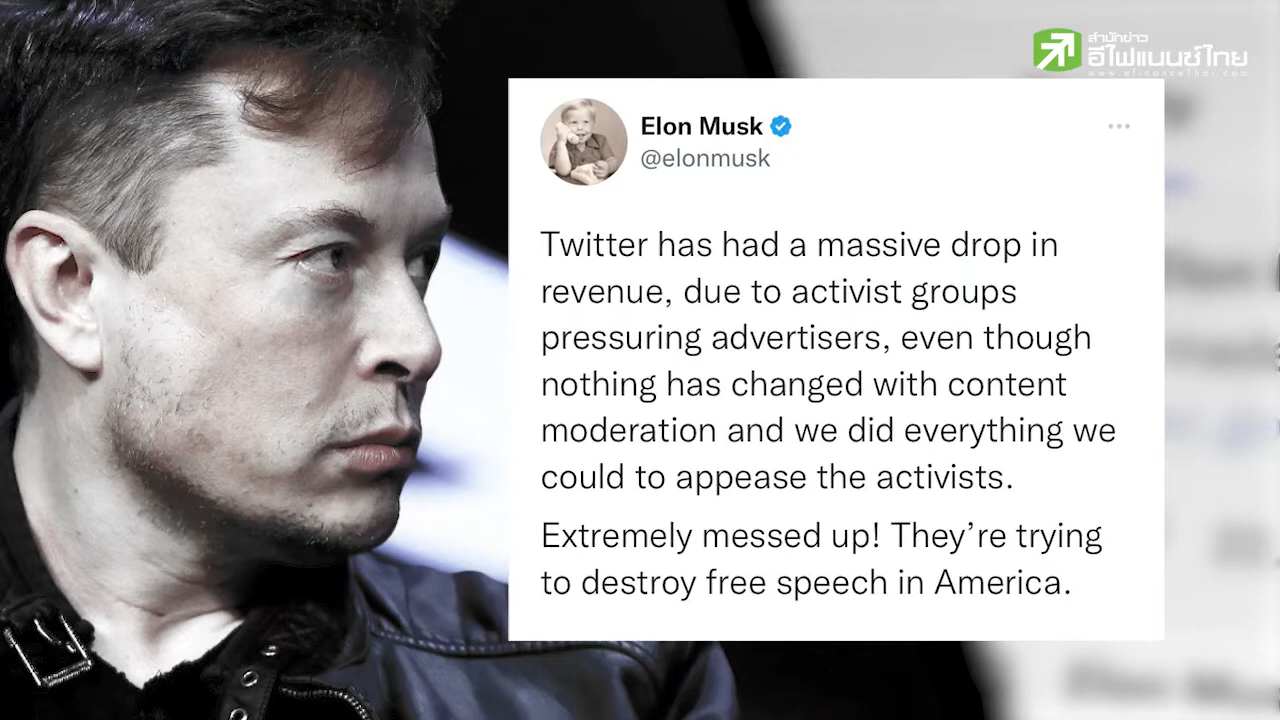 สำนักข่าว
อีไฟแนนซ์ไทย
www.efinancethai.com
Elon Musk
@elonmusk
Twitter has had a massive drop in
revenue, due to activist groups
pressuring advertisers, even though
nothing has changed with content
moderation and we did everything we
could to appease the activists.
Extremely messed up! They’re trying
to destroy free speech in America.